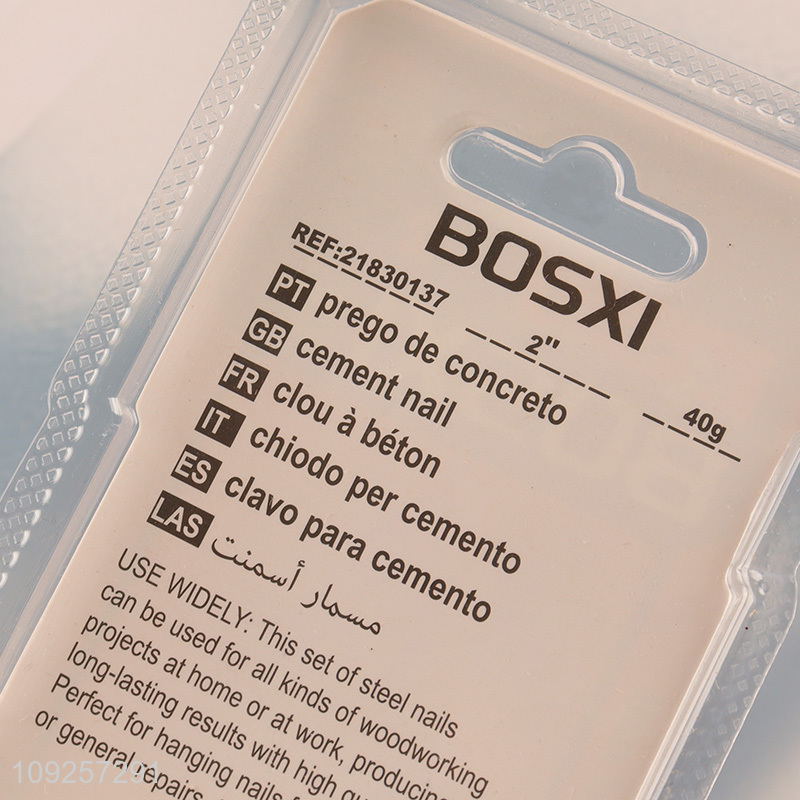 BOSXI
REF:21830137 2" 40g
PT prego de concreto
GB cement nail
FR clou à béton
IT chiodo per cemento
ES clavo para cemento
LAS مسمار أسمنت
USE WIDELY: This set of steel nails
can be used for all kinds of woodworking
projects at home or at work, producing
long-lasting results with high
Perfect for hanging nails
or general repairs
109257291